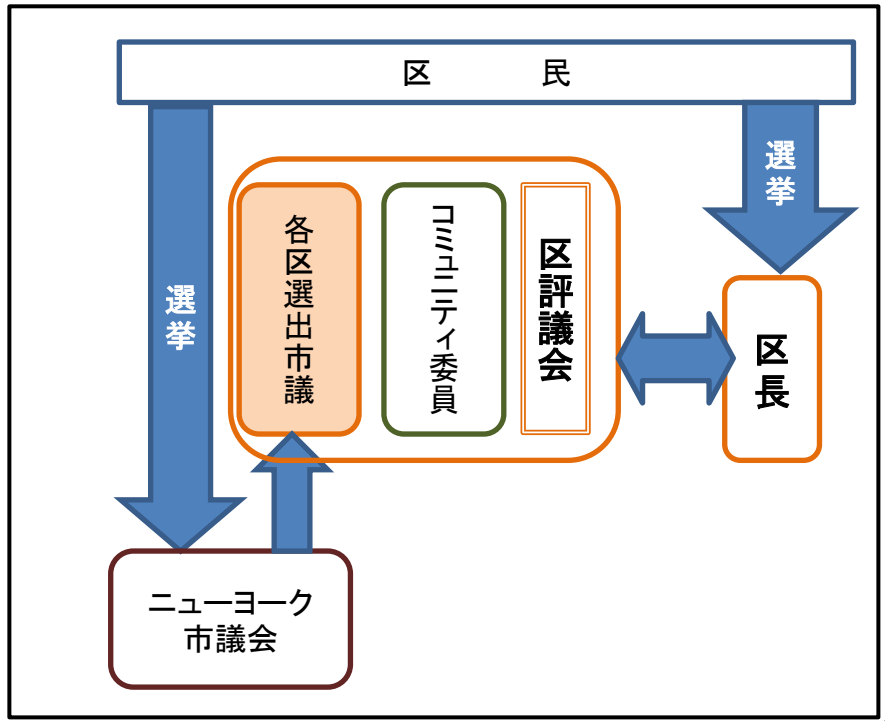 区　民
選挙
選挙
各区選出市議
コミュニティ委員
区評議会
区長
ニューヨーク
市議会